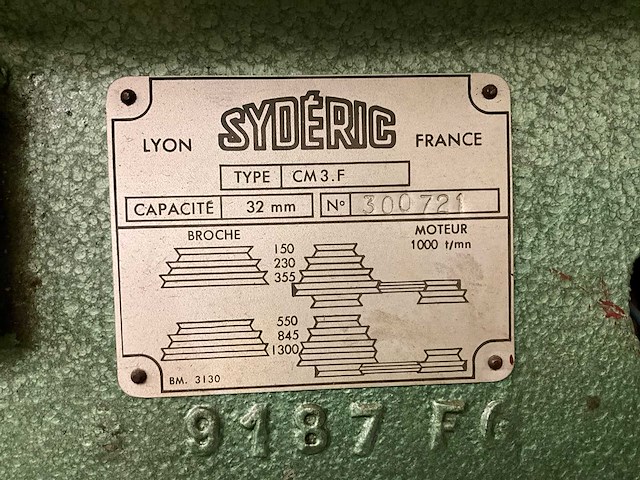 LYON SYDÉRIC FRANCE
TYPE CM3.F
CAPACITÉ 32 mm N° 300721
BROCHE MOTEUR
1000 t/mn
150
230
355
550
845
1300
BM. 3130
9187 FG